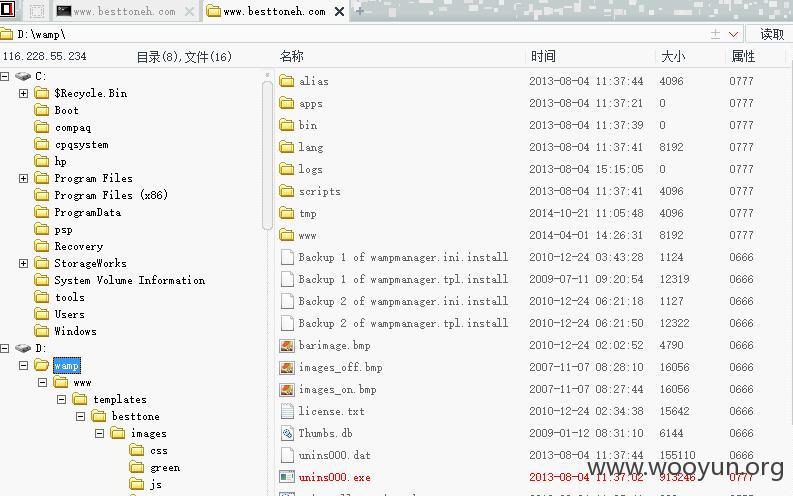 www.besttoneh.com
www.besttoneh.com
D:\wamp\
读取
116.228.55.234
目录(8),文件(16)
名称 时间 大小 属性
C:
$Recycle.Bin
Boot
compaq
cpqsystem
hp
Program Files
Program Files (x86)
ProgramData
psp
Recovery
StorageWorks
System Volume Information
tools
Users
Windows
D:
wamp
www
templates
besttone
images
css
green
js
alias 2013-08-04 11:37:44 4096 0777
apps 2013-08-04 11:37:21 0 0777
bin 2013-08-04 11:37:39 0 0777
lang 2013-08-04 11:37:41 8192 0777
logs 2013-08-04 15:15:05 0 0777
scripts 2013-08-04 11:37:41 4096 0777
tmp 2014-10-21 11:05:48 4096 0777
www 2014-04-01 14:26:31 8192 0777
Backup 1 of wampmanager.ini.install 2010-12-24 03:43:28 1124 0666
Backup 1 of wampmanager.tpl.install 2009-07-11 09:20:54 12319 0666
Backup 2 of wampmanager.ini.install 2010-12-24 06:21:18 1127 0666
Backup 2 of wampmanager.tpl.install 2010-12-24 06:21:50 12322 0666
barimage.bmp 2010-12-24 02:02:52 4790 0666
images_off.bmp 2007-11-07 08:28:10 16056 0666
images_on.bmp 2007-11-07 08:27:44 16056 0666
license.txt 2010-12-24 02:34:38 15642 0666
Thumbs.db 2009-01-12 08:31:10 6144 0666
unins000.dat 2013-08-04 11:37:44 155110 0666
unins000.exe 2013-08-04 11:37:02 913246 0777
www.wooyun.org